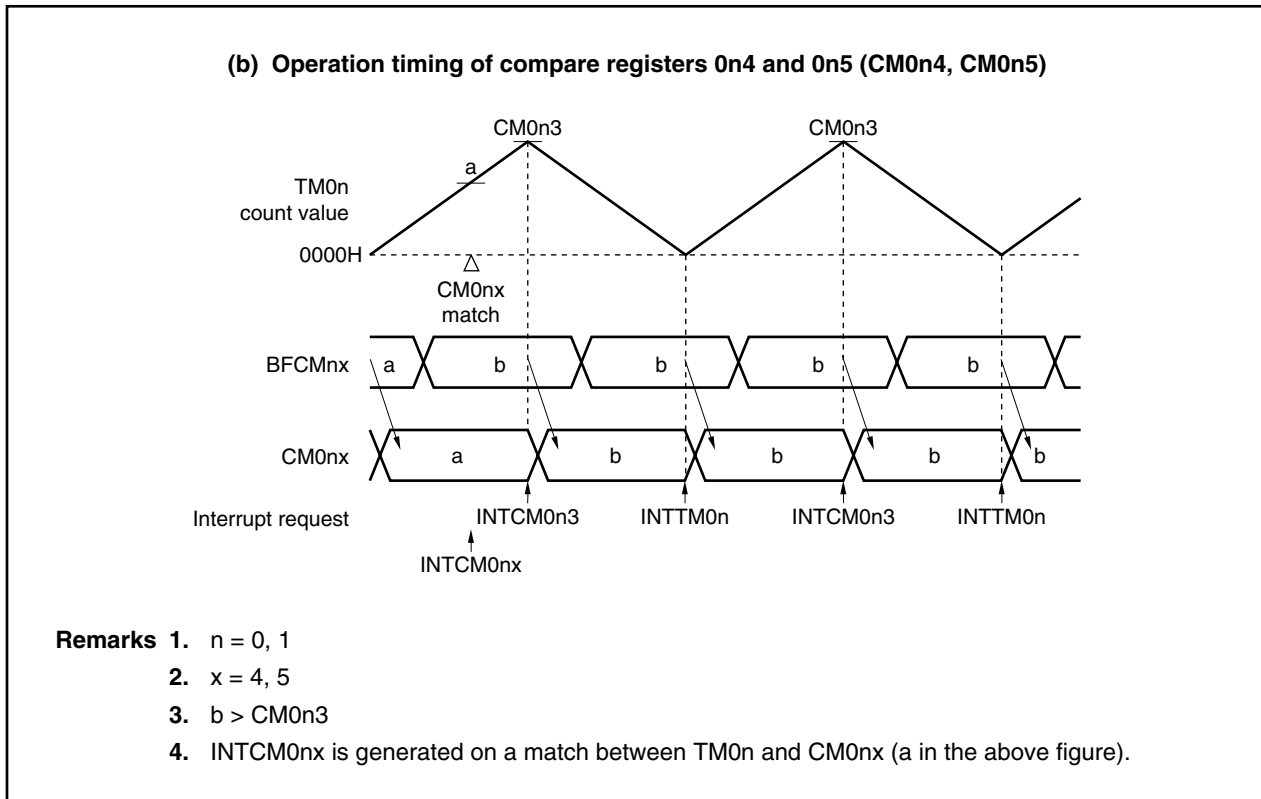 (b) Operation timing of compare registers 0n4 and 0n5 (CM0n4, CM0n5)
CM0n3 CM0n3
a
TM0n
count value
0000H
CM0nx
match
BFCMnx a b b b b
CM0nx a b b b b
Interrupt request INTCM0n3 INTTM0n INTCM0n3 INTTM0n
INTCM0nx
Remarks 1. n = 0, 1
2. x = 4, 5
3. b > CM0n3
4. INTCM0nx is generated on a match between TM0n and CM0nx (a in the above figure).